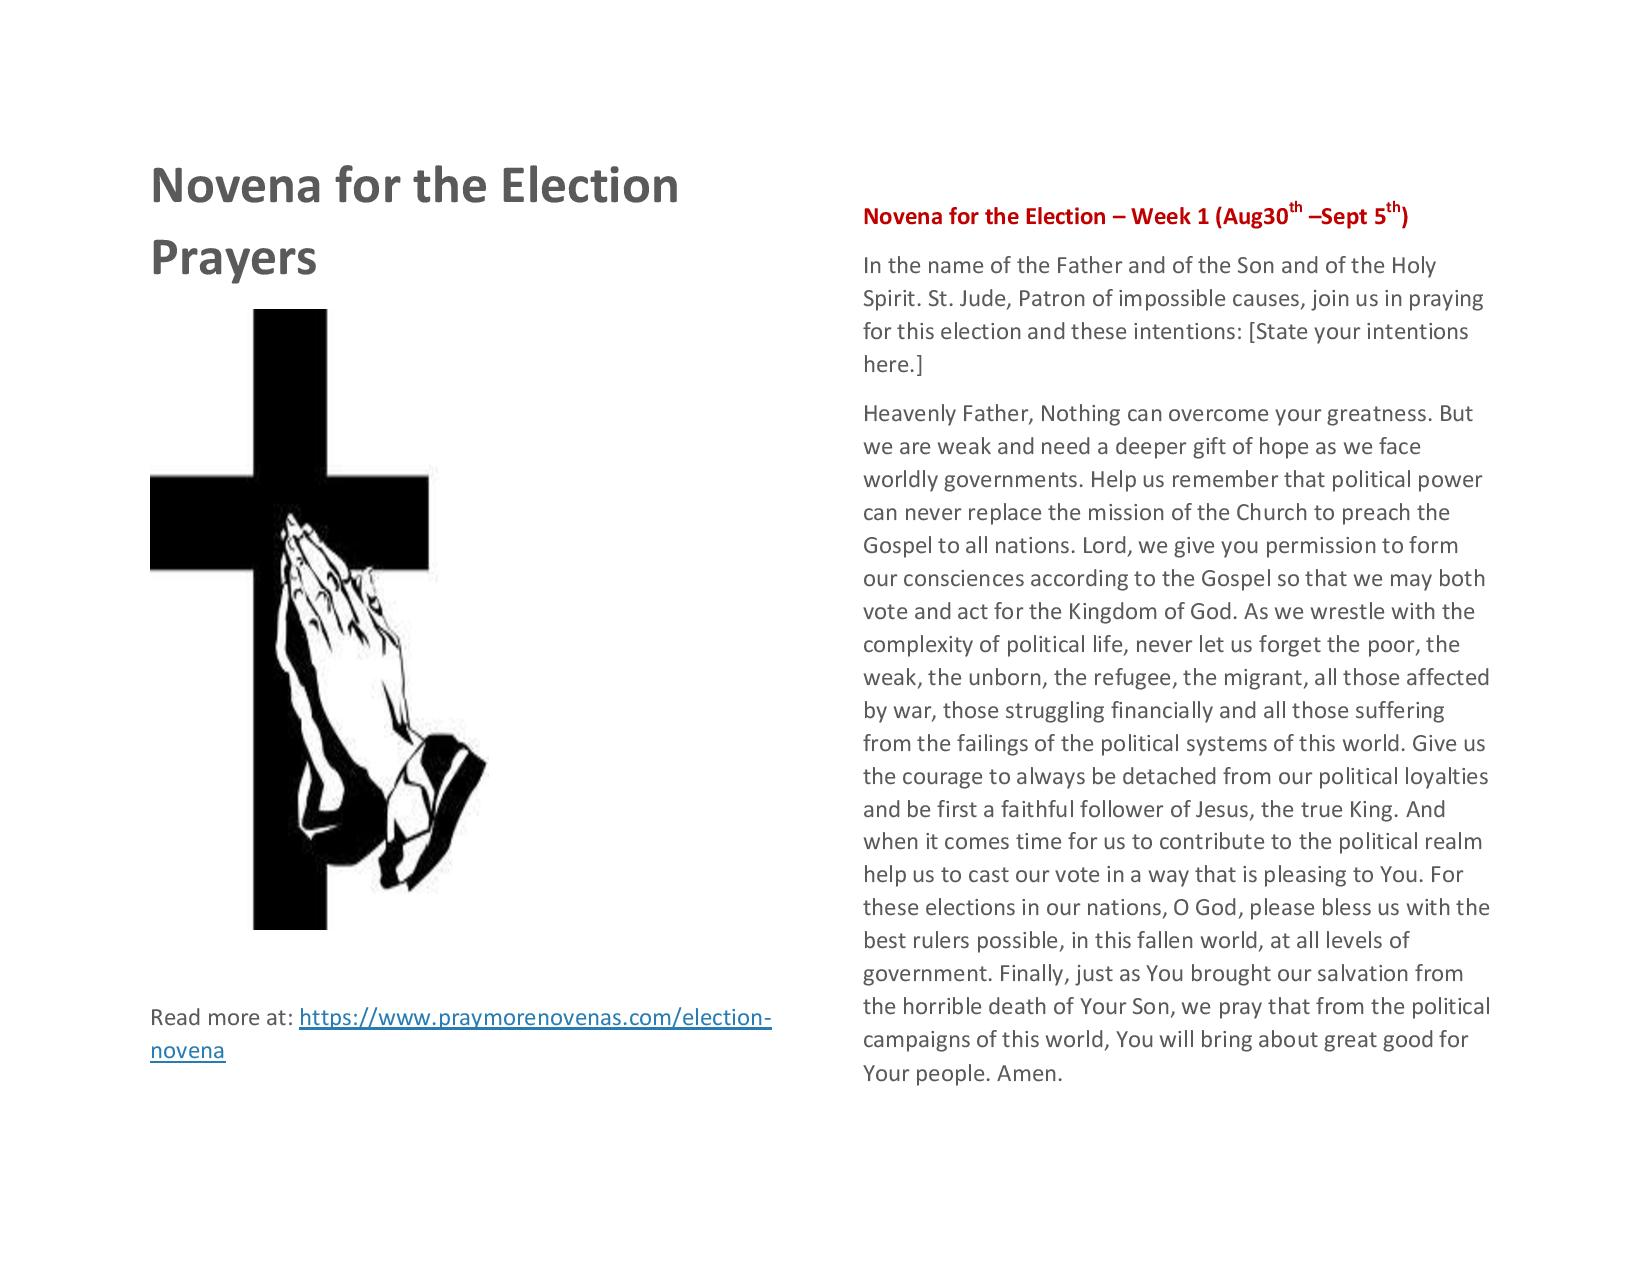 Novena for the Election
Prayers
Read more at: https://www.praymorenovenas.com/election-
novena
Novena for the Election – Week 1 (Aug30th –Sept 5th)
In the name of the Father and of the Son and of the Holy
Spirit. St. Jude, Patron of impossible causes, join us in praying
for this election and these intentions: [State your intentions
here.]
Heavenly Father, Nothing can overcome your greatness. But
we are weak and need a deeper gift of hope as we face
worldly governments. Help us remember that political power
can never replace the mission of the Church to preach the
Gospel to all nations. Lord, we give you permission to form
our consciences according to the Gospel so that we may both
vote and act for the Kingdom of God. As we wrestle with the
complexity of political life, never let us forget the poor, the
weak, the unborn, the refugee, the migrant, all those affected
by war, those struggling financially and all those suffering
from the failings of the political systems of this world. Give us
the courage to always be detached from our political loyalties
and be first a faithful follower of Jesus, the true King. And
when it comes time for us to contribute to the political realm
help us to cast our vote in a way that is pleasing to You. For
these elections in our nations, O God, please bless us with the
best rulers possible, in this fallen world, at all levels of
government. Finally, just as You brought our salvation from
the horrible death of Your Son, we pray that from the political
campaigns of this world, You will bring about great good for
Your people. Amen.